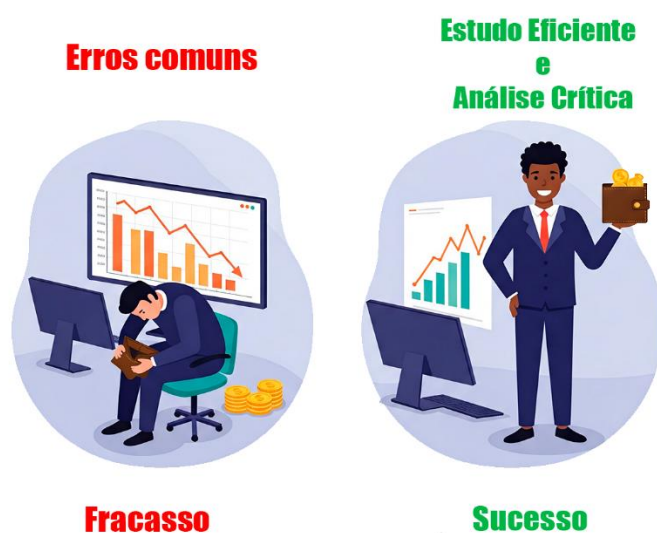 Erros comuns
Estudo Eficiente
e
Análise Crítica
Fracasso
Sucesso